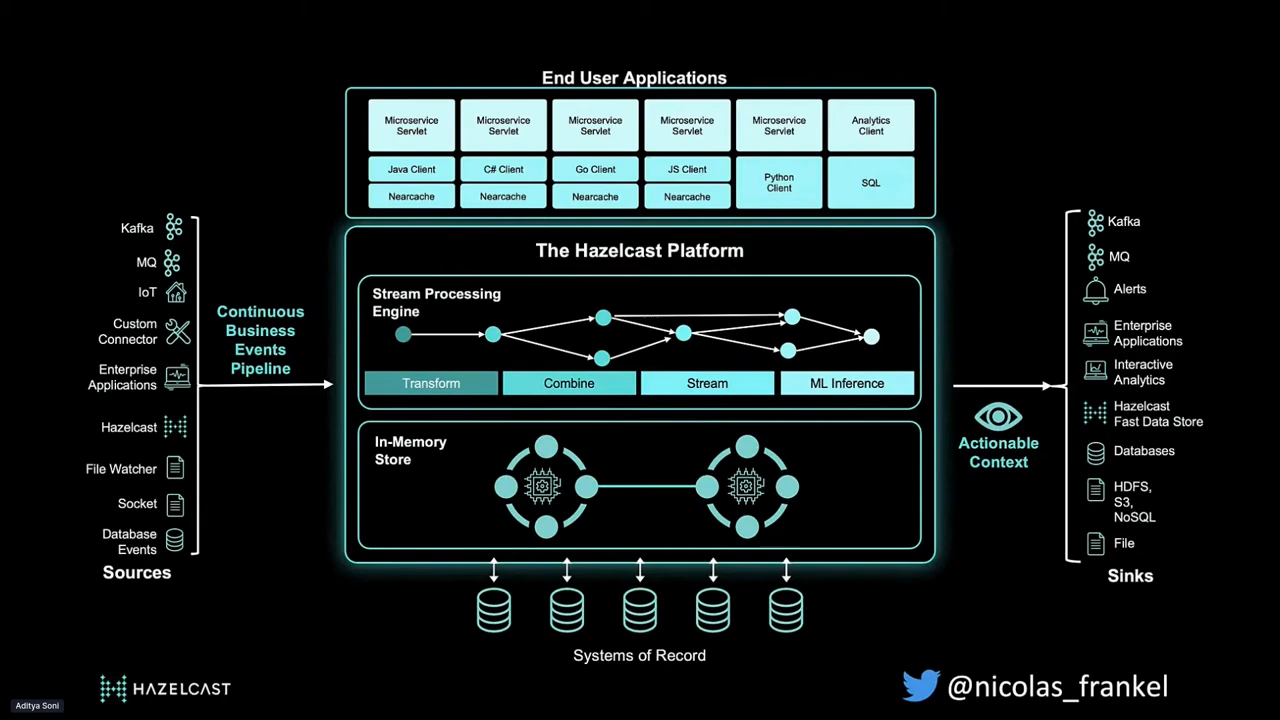 End User Applications
Microservice
Servlet
Microservice
Servlet
Microservice
Servlet
Microservice
Servlet
Microservice
Servlet
Analytics
Client
Java Client
C# Client
Go Client
JS Client
Python
Client
SQL
Nearcache
Nearcache
Nearcache
Nearcache
Kafka
MQ
IoT
Custom
Connector
Enterprise
Applications
Hazelcast
File Watcher
Socket
Database
Events
Sources
Continuous
Business
Events
Pipeline
The Hazelcast Platform
Stream Processing
Engine
Transform
Combine
Stream
ML Inference
In-Memory
Store
Systems of Record
Actionable
Context
Kafka
MQ
Alerts
Enterprise
Applications
Interactive
Analytics
Hazelcast
Fast Data Store
Databases
HDFS,
S3,
NoSQL
File
Sinks
HAZELCAST
@nicolas_frankel
Aditya Soni